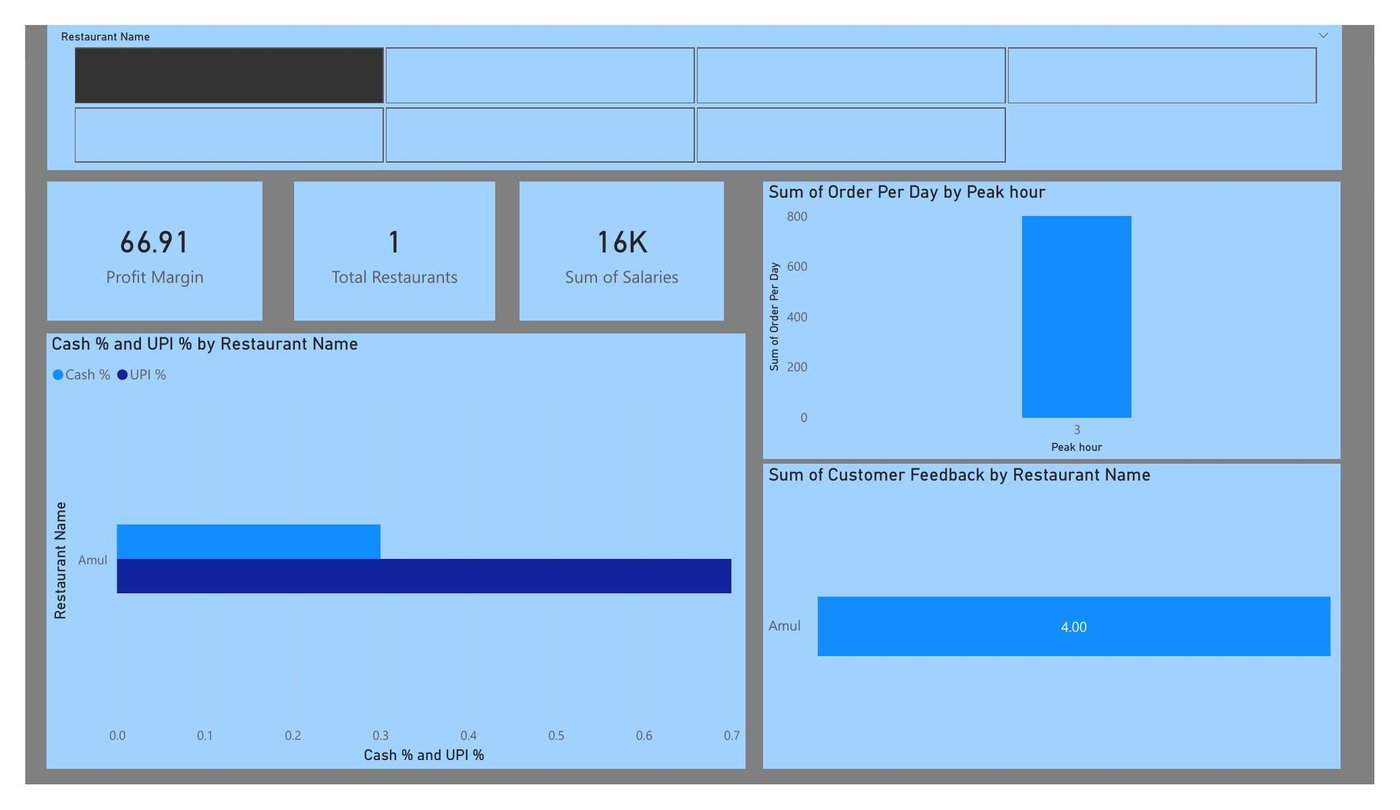 Restaurant Name
66.91
Profit Margin
1
Total Restaurants
16K
Sum of Salaries
Sum of Order Per Day by Peak hour
Sum of Order Per Day
800
600
400
200
0
3
Peak hour
Cash % and UPI % by Restaurant Name
Cash % UPI %
Restaurant Name
Amul
0.0 0.1 0.2 0.3 0.4 0.5 0.6 0.7
Cash % and UPI %
Sum of Customer Feedback by Restaurant Name
Amul 4.00